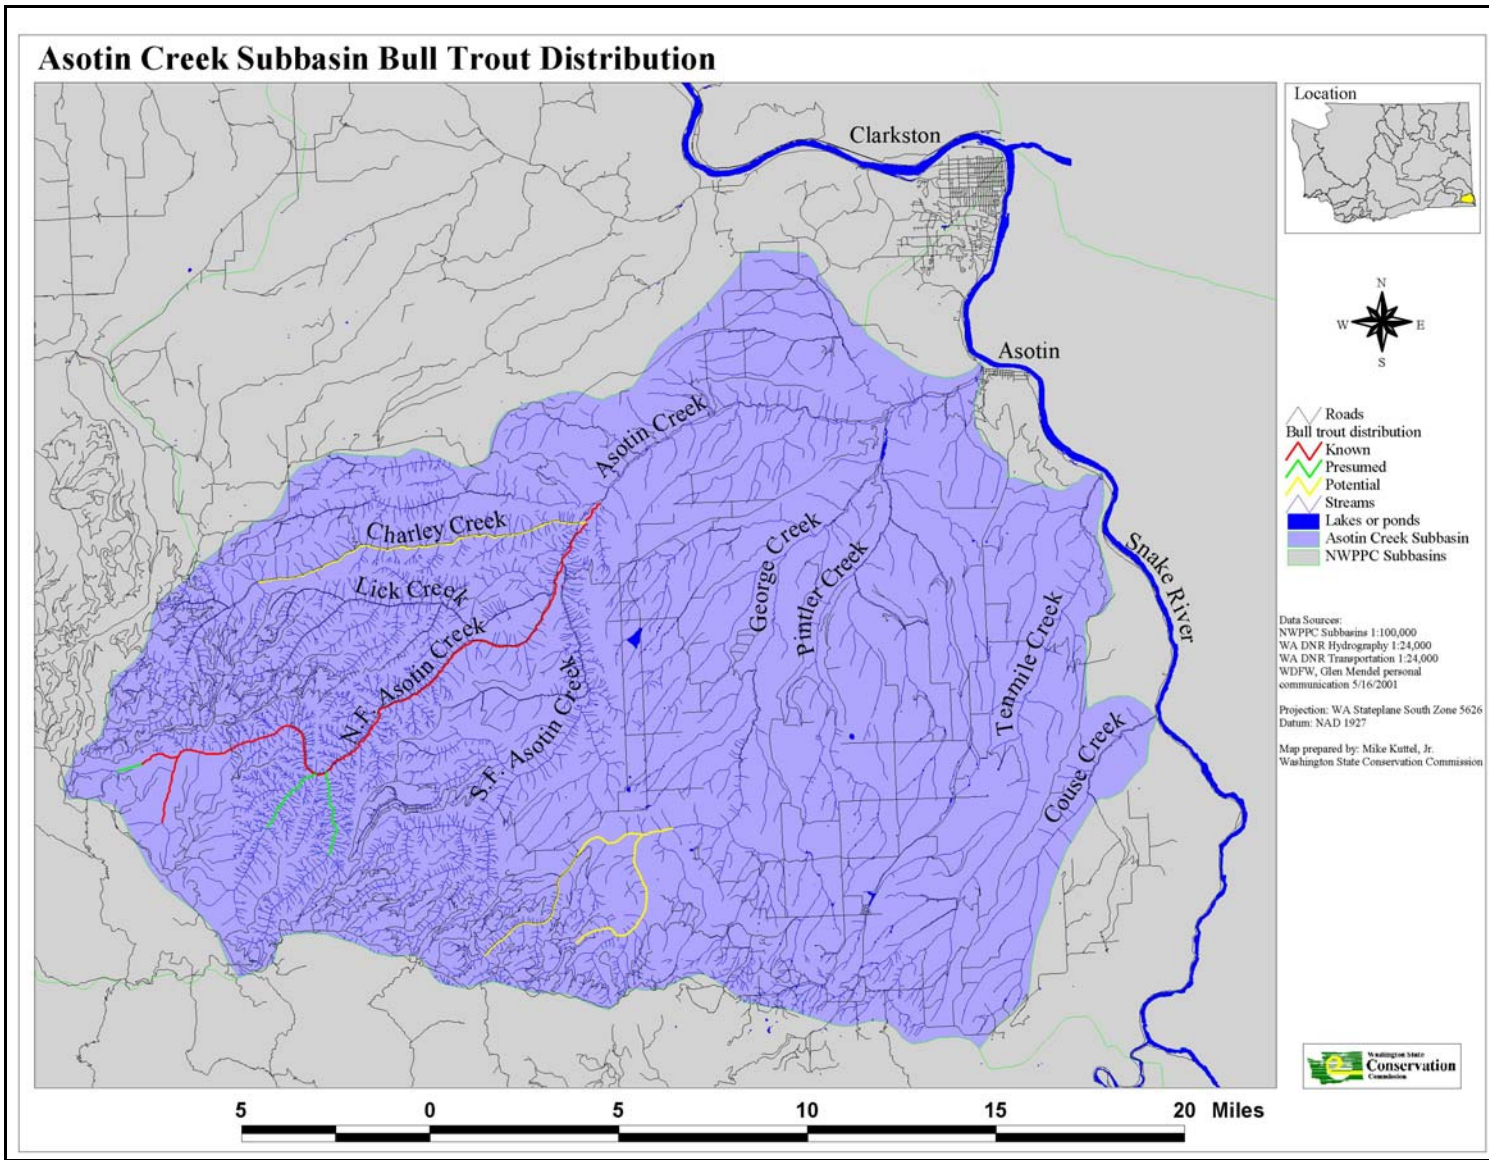 Asotin Creek Subbasin Bull Trout Distribution
Location
Clarkston
N
W
E
S
Asotin
Asotin Creek
Roads
Bull trout distribution
Known
Presumed
Potential
Streams
Lakes or ponds
Asotin Creek Subbasin
NWPPC Subbasins
Charley Creek
Lick Creek
George Creek
Pintler Creek
Snake River
N.F. Asotin Creek
S.F. Asotin Creek
Tenmile Creek
Couse Creek
Data Sources:
NWPPC Subbasins 1:100,000
WA DNR Hydrography 1:24,000
WA DNR Transportation 1:24,000
WDFW, Glen Mendel personal
communication 5/16/2001
Projection: WA Stateplane South Zone 5626
Datum: NAD 1927
Map prepared by: Mike Kuttel, Jr.
Washington State Conservation Commission
Washington State
Conservation
Commission
5 0 5 10 15 20 Miles